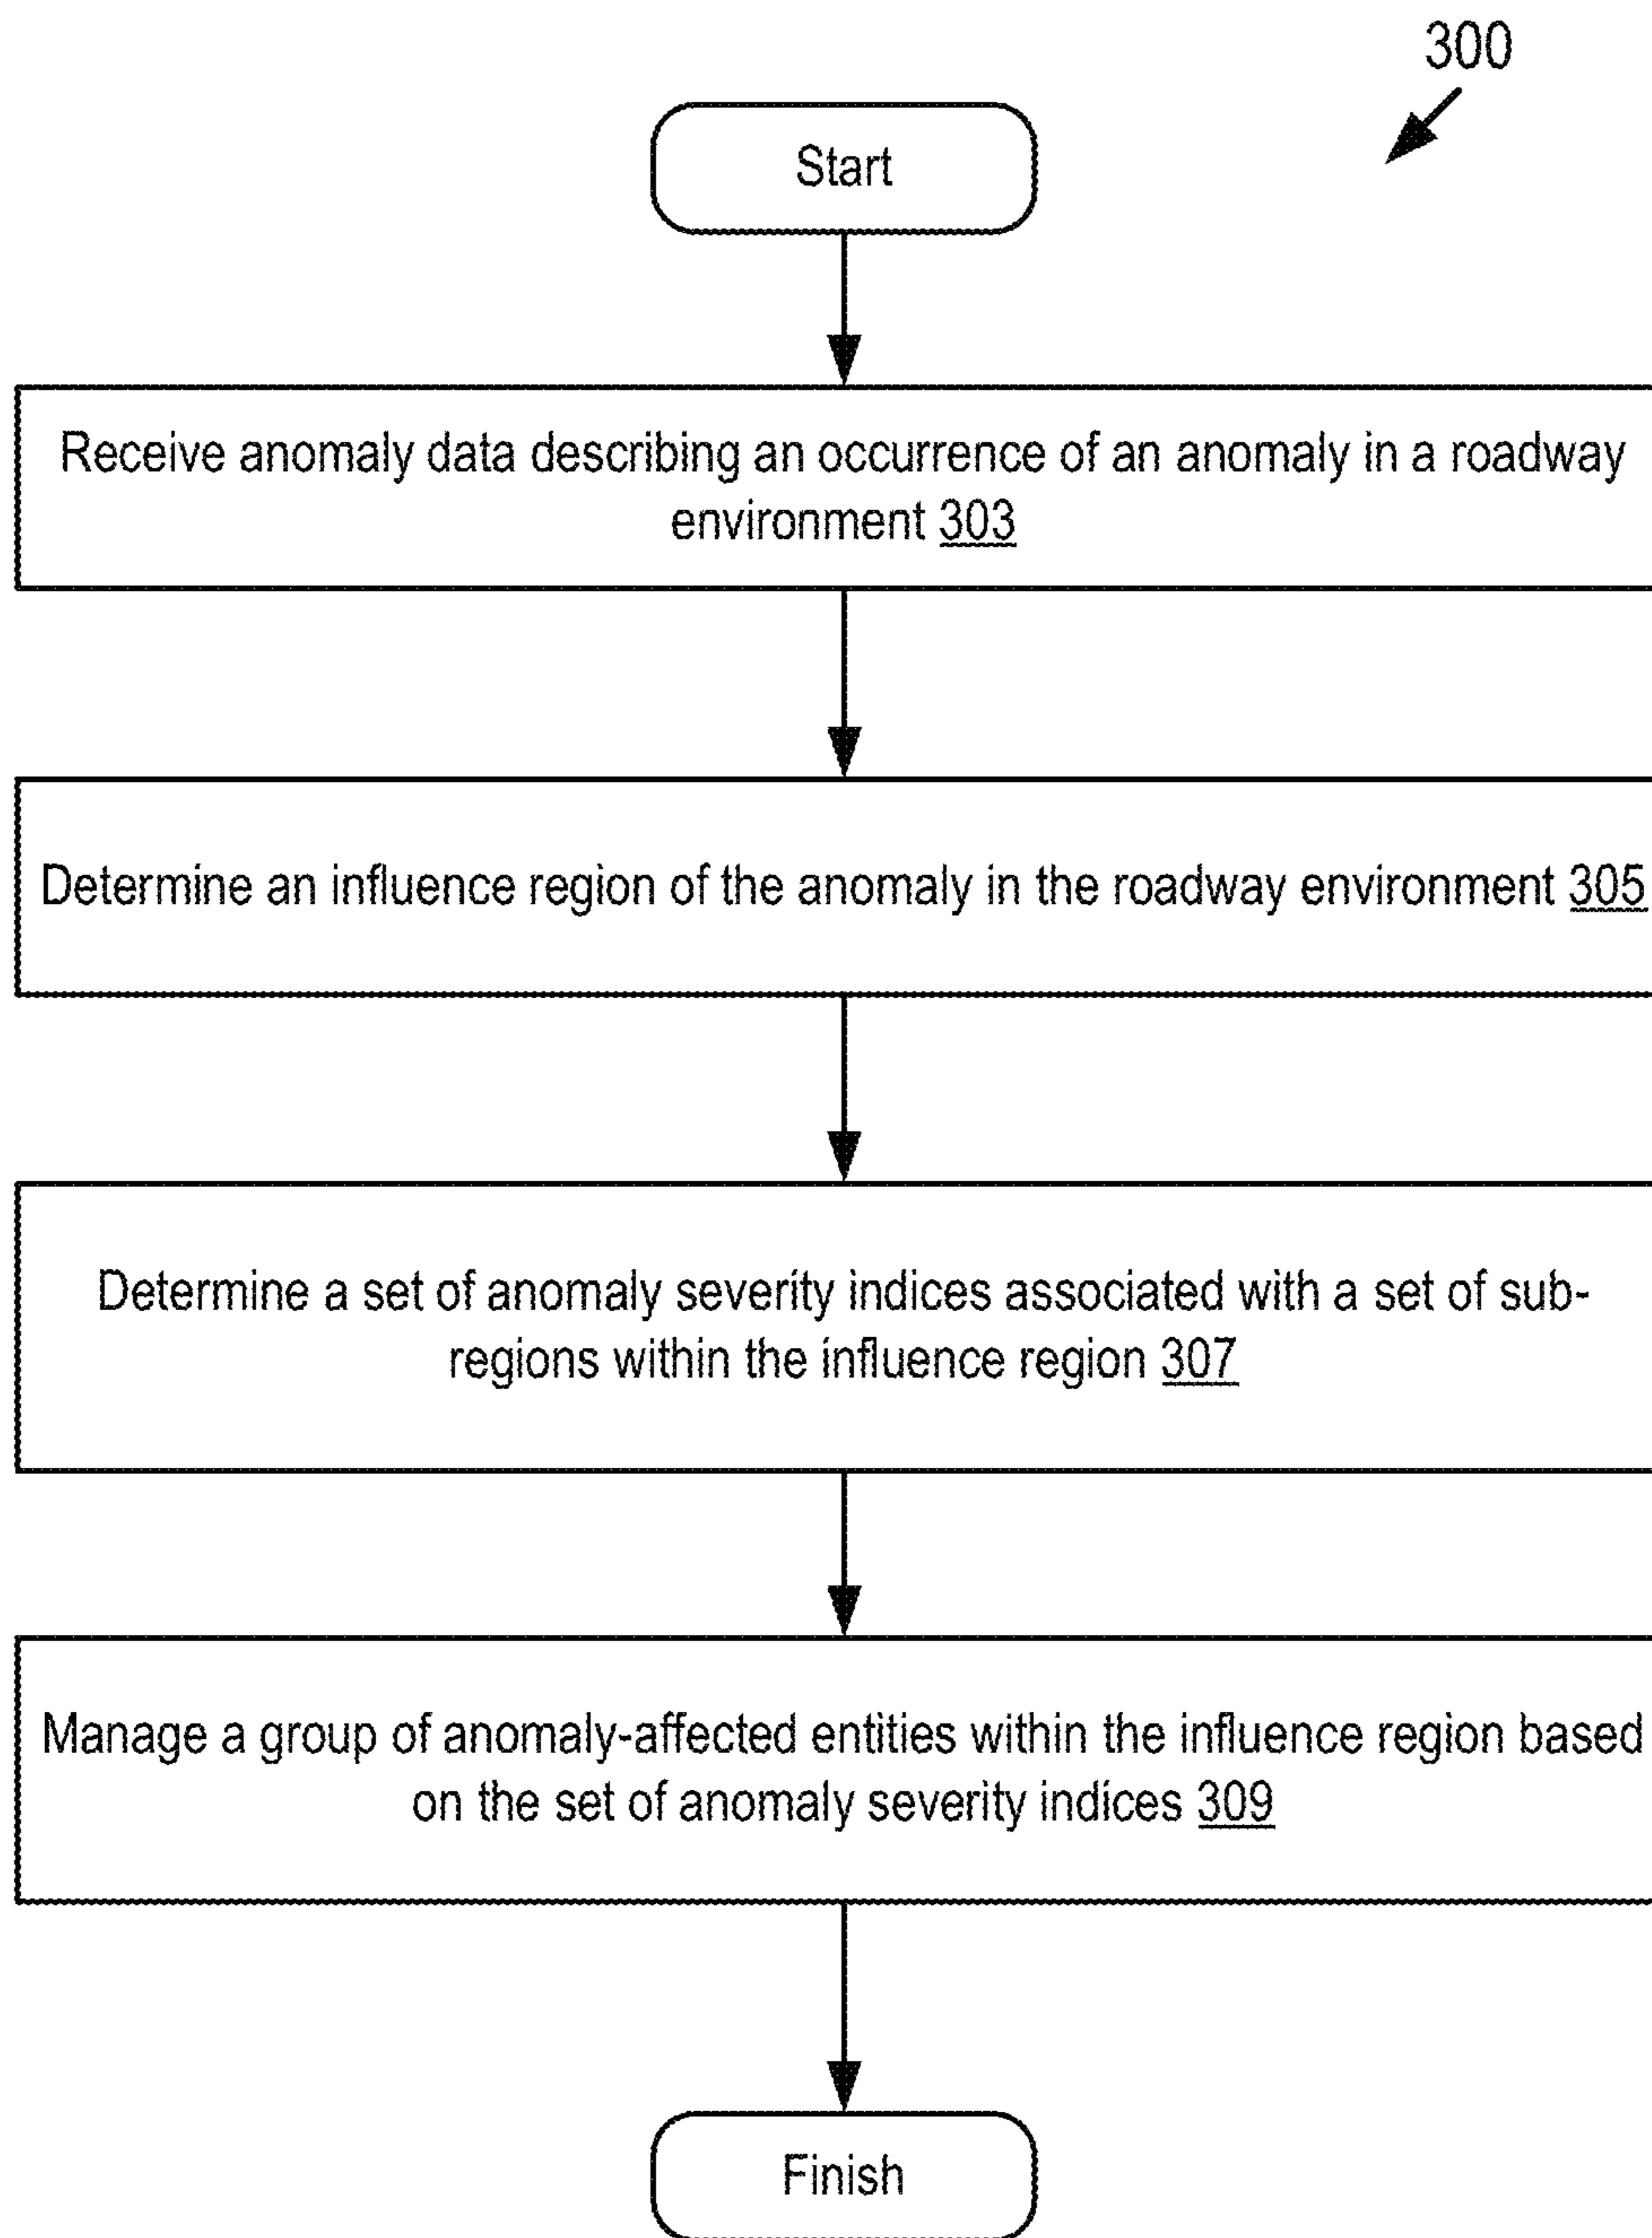 300
Start
Receive anomaly data describing an occurrence of an anomaly in a roadway
environment 303
Determine an influence region of the anomaly in the roadway environment 305
Determine a set of anomaly severity indices associated with a set of sub-
regions within the influence region 307
Manage a group of anomaly-affected entities within the influence region based
on the set of anomaly severity indices 309
Finish